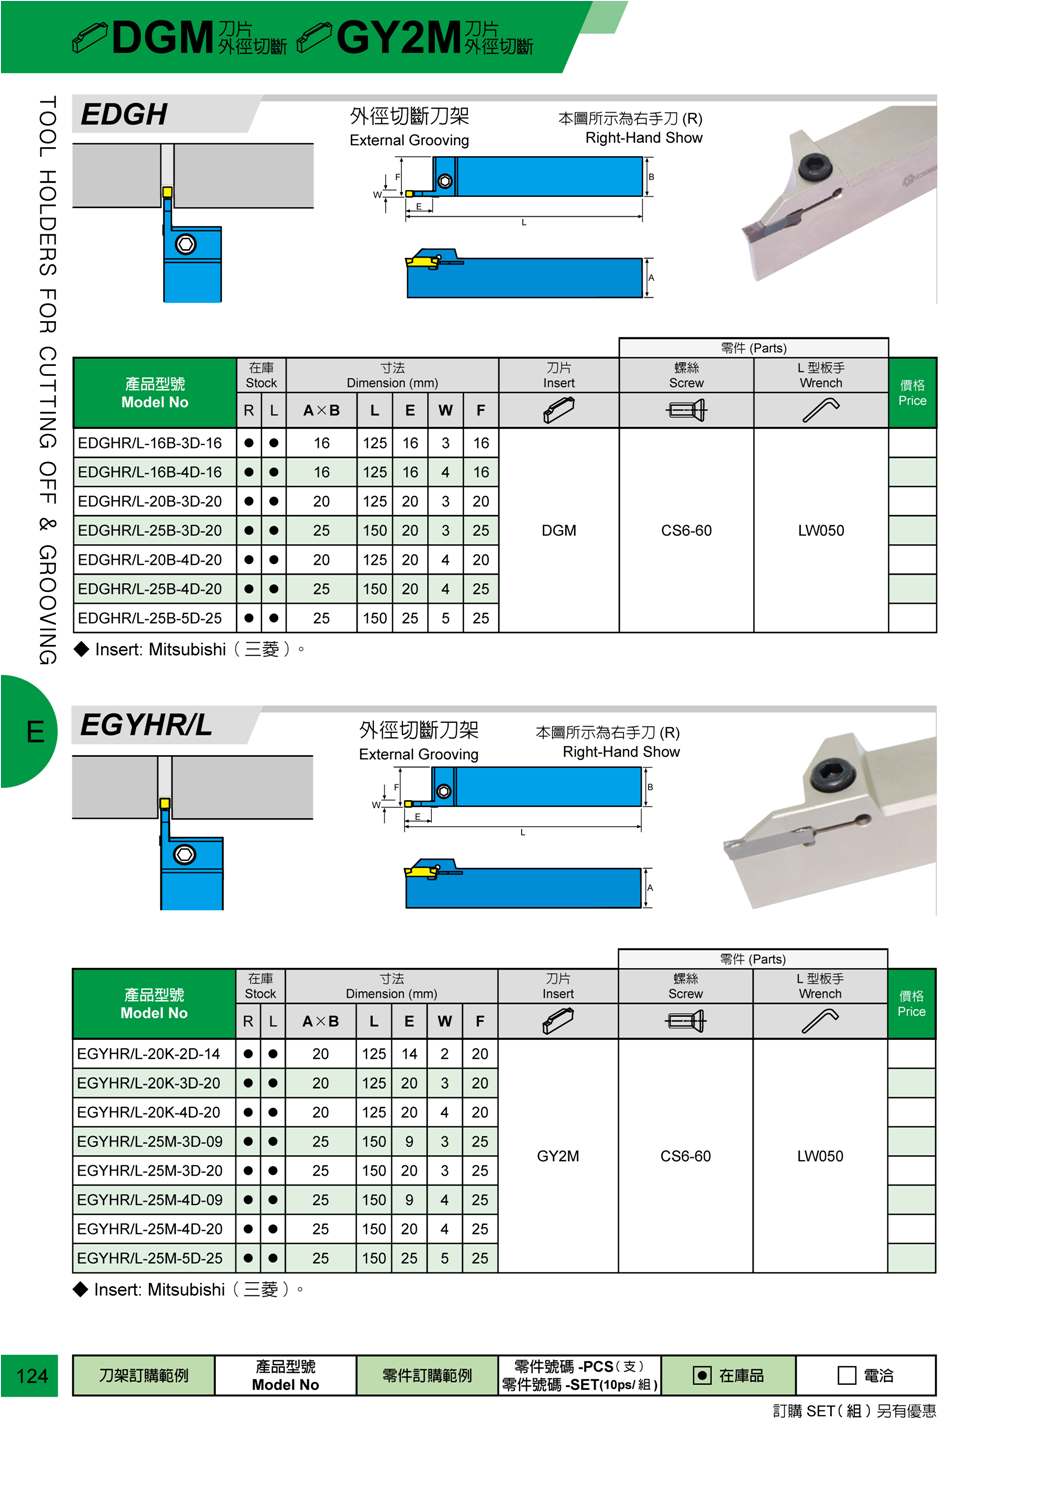 DGM 刀片 外徑切斷 GY2M 刀片 外徑切斷
TOOL HOLDERS FOR CUTTING OFF & GROOVING
EDGH
外徑切斷刀架
External Grooving
本圖所示為右手刀 (R)
Right-Hand Show
F
W
E
L
B
A
零件 (Parts)
產品型號 Model No
在庫 Stock
寸法 Dimension (mm)
刀片 Insert
螺絲 Screw
L 型板手 Wrench
價格 Price
R L A×B L E W F
EDGHR/L-16B-3D-16 ● ● 16 125 16 3 16
EDGHR/L-16B-4D-16 ● ● 16 125 16 4 16
EDGHR/L-20B-3D-20 ● ● 20 125 20 3 20
EDGHR/L-25B-3D-20 ● ● 25 150 20 3 25 DGM CS6-60 LW050
EDGHR/L-20B-4D-20 ● ● 20 125 20 4 20
EDGHR/L-25B-4D-20 ● ● 25 150 20 4 25
EDGHR/L-25B-5D-25 ● ● 25 150 25 5 25
◆ Insert: Mitsubishi（三菱）。
E
EGYHR/L
外徑切斷刀架
External Grooving
本圖所示為右手刀 (R)
Right-Hand Show
F
W
E
L
B
A
零件 (Parts)
產品型號 Model No
在庫 Stock
寸法 Dimension (mm)
刀片 Insert
螺絲 Screw
L 型板手 Wrench
價格 Price
R L A×B L E W F
EGYHR/L-20K-2D-14 ● ● 20 125 14 2 20
EGYHR/L-20K-3D-20 ● ● 20 125 20 3 20
EGYHR/L-20K-4D-20 ● ● 20 125 20 4 20
EGYHR/L-25M-3D-09 ● ● 25 150 9 3 25
EGYHR/L-25M-3D-20 ● ● 25 150 20 3 25 GY2M CS6-60 LW050
EGYHR/L-25M-4D-09 ● ● 25 150 9 4 25
EGYHR/L-25M-4D-20 ● ● 25 150 20 4 25
EGYHR/L-25M-5D-25 ● ● 25 150 25 5 25
◆ Insert: Mitsubishi（三菱）。
124
刀架訂購範例
產品型號
Model No
零件訂購範例
零件號碼 -PCS（支）
零件號碼 -SET(10ps/ 組 )
在庫品
電洽
訂購 SET（組）另有優惠